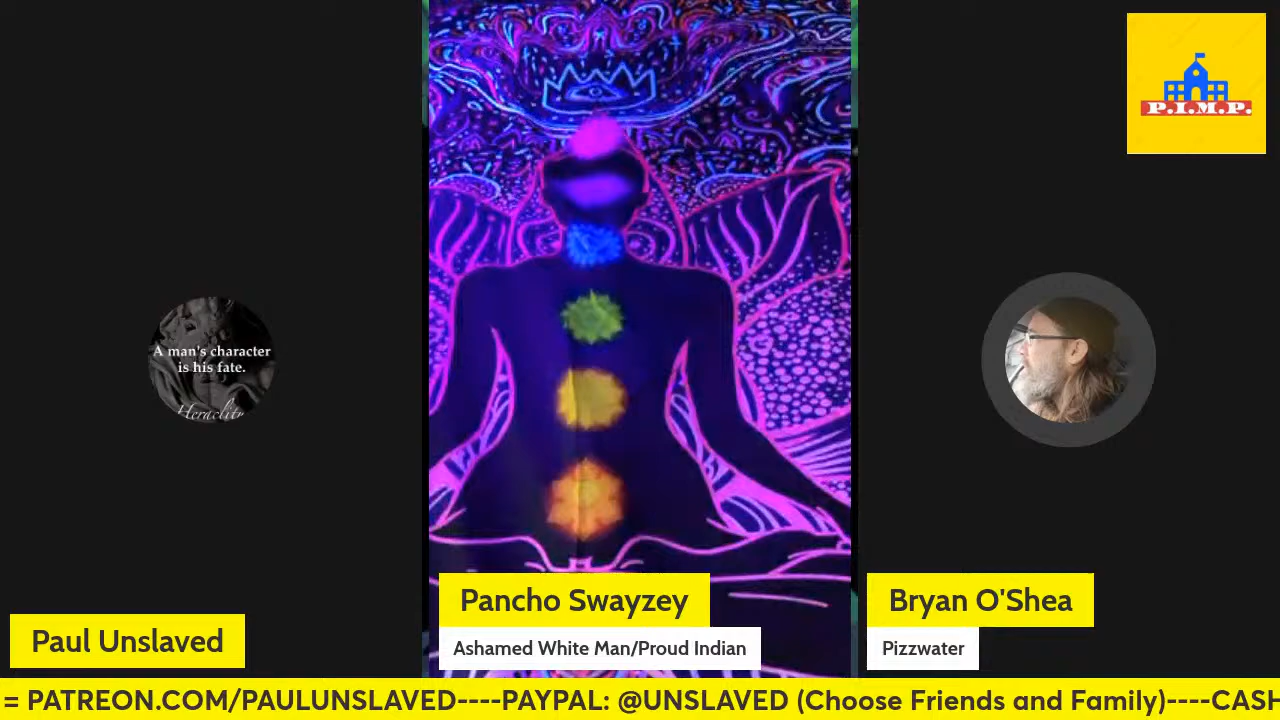 P.I.M.P.
A man's character
is his fate.
Paul Unslaved
Pancho Swayzey
Ashamed White Man/Proud Indian
Bryan O'Shea
Pizzwater
= PATREON.COM/PAULUNSLAVED----PAYPAL: @UNSLAVED (Choose Friends and Family)----CASH